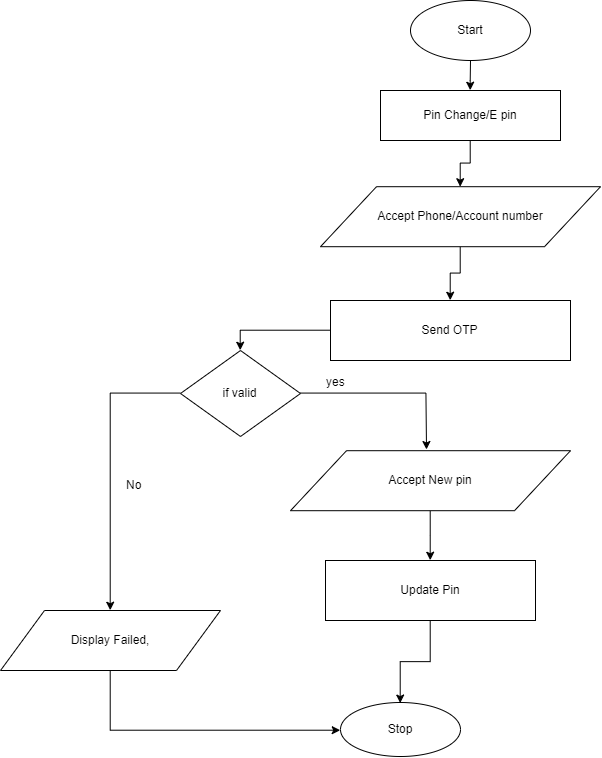 Start
Pin Change/E pin
Accept Phone/Account number
Send OTP
if valid
yes
Accept New pin
No
Update Pin
Display Failed,
Stop